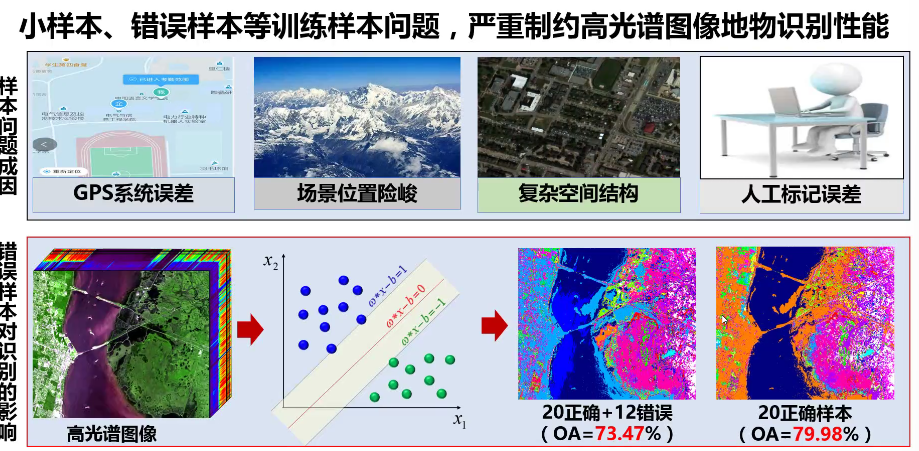 小样本、错误样本等训练样本问题，严重制约高光谱图像地物识别性能
样本问题成因
GPS系统误差
场景位置险峻
复杂空间结构
人工标记误差
错误样本对识别的影响
高光谱图像
x₂
ω*x−b=1
ω*x−b=0
ω*x−b=−1
x₁
20正确+12错误
（OA=73.47%）
20正确样本
（OA=79.98%）